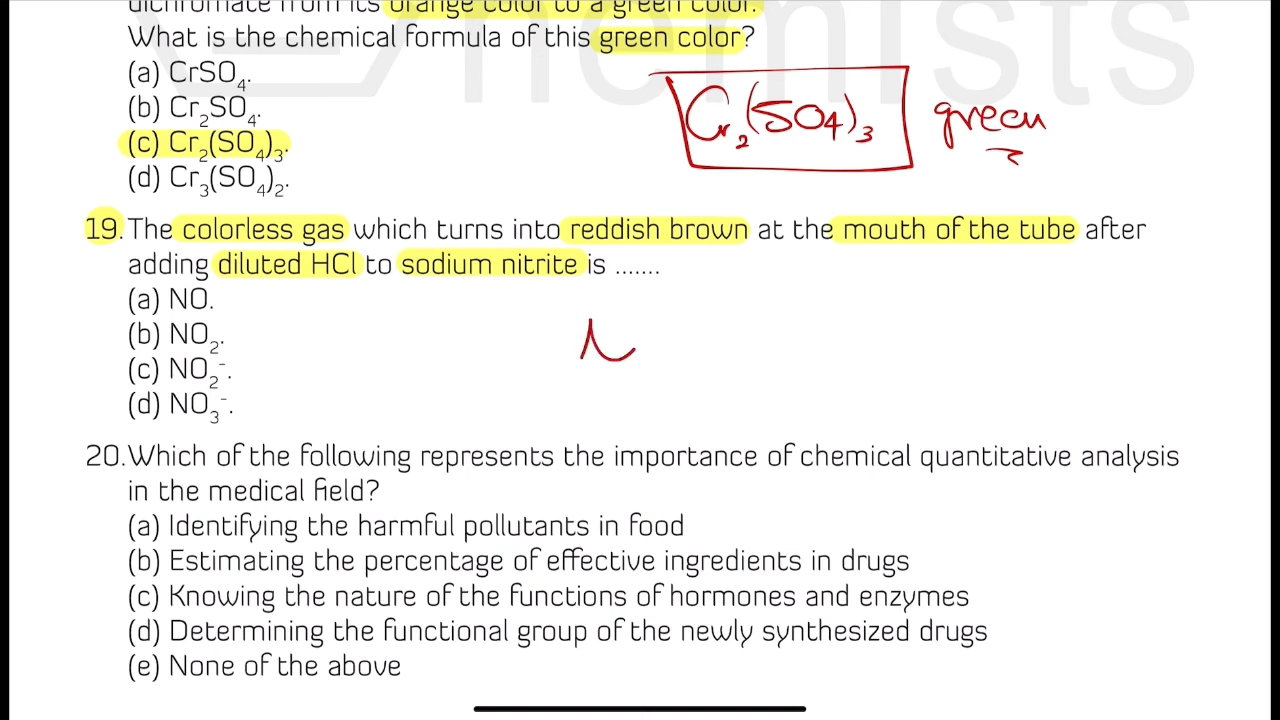 dichromate from its orange color to a green color.
What is the chemical formula of this green color?
(a) CrSO₄.
(b) Cr₂SO₄.
(c) Cr₂(SO₄)₃.
(d) Cr₃(SO₄)₂.
Cr₂(SO4)₃ green
19. The colorless gas which turns into reddish brown at the mouth of the tube after
adding diluted HCl to sodium nitrite is .......
(a) NO.
(b) NO₂.
(c) NO₂⁻.
(d) NO₃⁻.
20. Which of the following represents the importance of chemical quantitative analysis
in the medical field?
(a) Identifying the harmful pollutants in food
(b) Estimating the percentage of effective ingredients in drugs
(c) Knowing the nature of the functions of hormones and enzymes
(d) Determining the functional group of the newly synthesized drugs
(e) None of the above